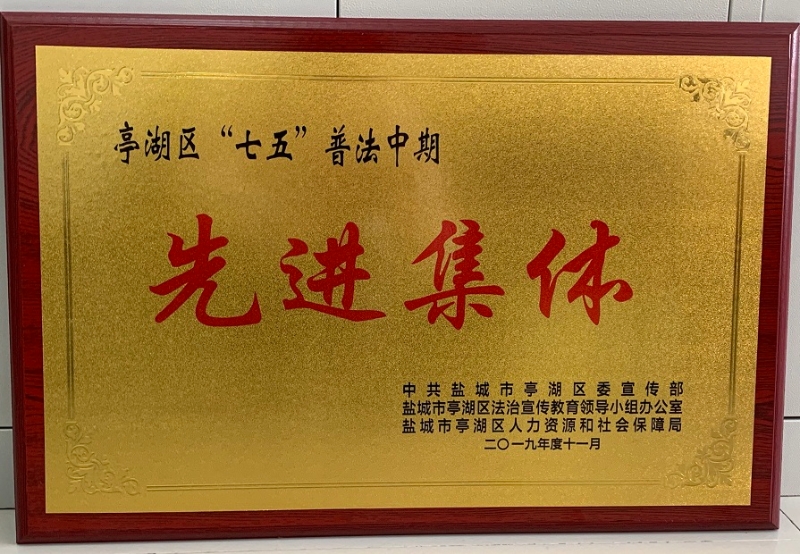 亭湖区“七五”普法中期
先进集体
中共盐城市亭湖区委宣传部
盐城市亭湖区法治宣传教育领导小组办公室
盐城市亭湖区人力资源和社会保障局
二〇一九年度十一月